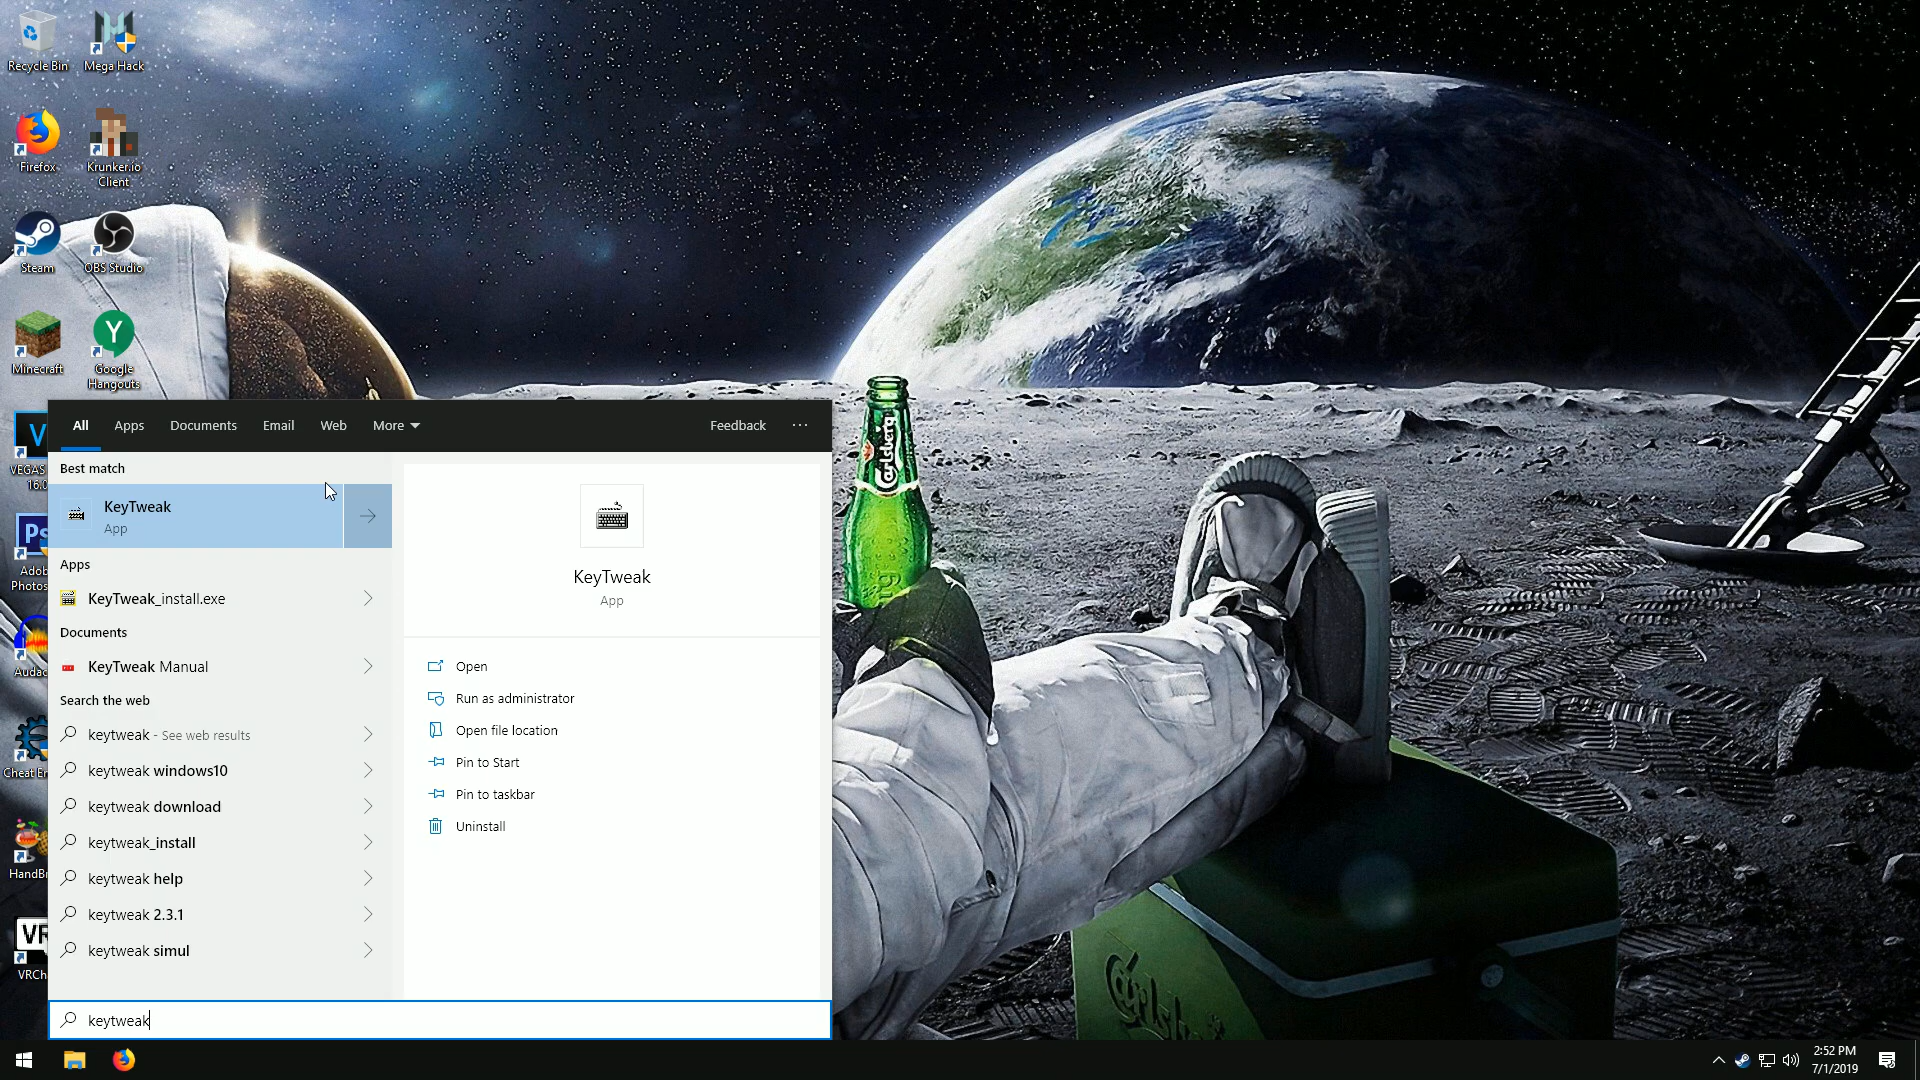 Recycle Bin
Mega Hack
Firefox
Krunker.io
Client
Steam
OBS Studio
Minecraft
Google
Hangouts
Y
V
VEGAS
16.0
Ps
Adob
Photos
Audac
Cheat En
HandBr
VR
VRCh
All
Apps
Documents
Email
Web
More
Feedback
Best match
KeyTweak
App
Apps
KeyTweak_install.exe
Documents
KeyTweak Manual
Search the web
keytweak - See web results
keytweak windows10
keytweak download
keytweak_install
keytweak help
keytweak 2.3.1
keytweak simul
KeyTweak
App
Open
Run as administrator
Open file location
Pin to Start
Pin to taskbar
Uninstall
keytweak
Carlsberg
2:52 PM
7/1/2019